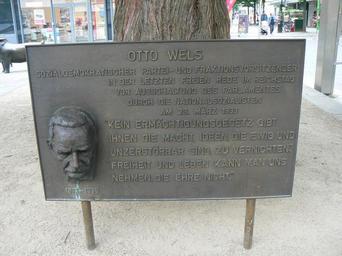 OTTO WELS
SOZIALDEMOKRATISCHER PARTEI- UND FRAKTIONSVORSITZENDER
IN DER LETZTEN FREIEN REDE IM REICHSTAG
VOR AUSSCHALTUNG DES PARLAMENTES
DURCH DIE NATIONALSOZIALISTEN
AM 23. MÄRZ 1933
"KEIN ERMÄCHTIGUNGSGESETZ GIBT
IHNEN DIE MACHT, IDEEN, DIE EWIG UND
UNZERSTÖRBAR SIND, ZU VERNICHTEN.
FREIHEIT UND LEBEN KANN MAN UNS
NEHMEN, DIE EHRE NICHT"